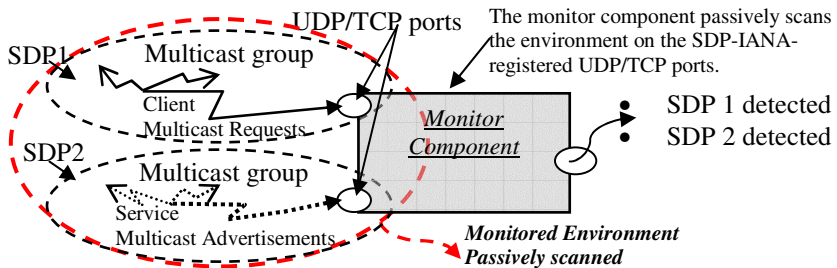 UDP/TCP ports
The monitor component passively scans
the environment on the SDP-IANA-
registered UDP/TCP ports.
SDP1
Multicast group
Client
Multicast Requests
Monitor
Component
• SDP 1 detected
• SDP 2 detected
SDP2
Multicast group
Service
Multicast Advertisements
Monitored Environment
Passively scanned